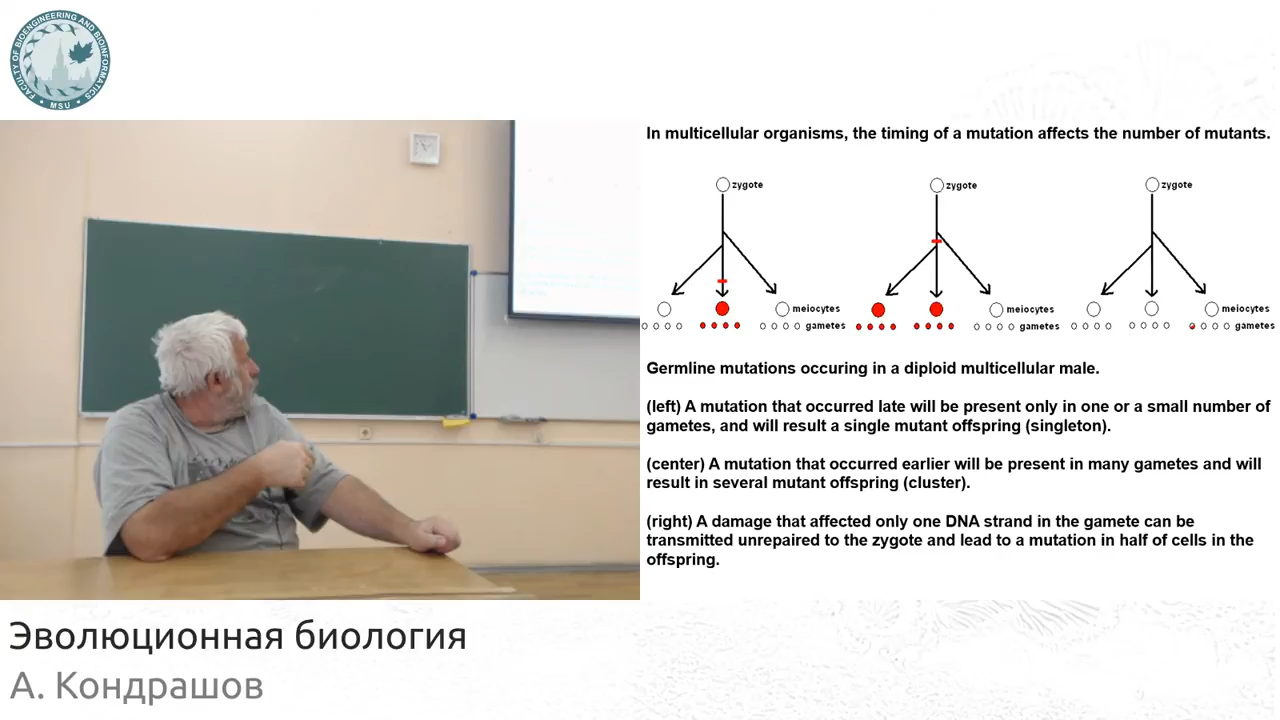 FACULTY OF BIOENGINEERING AND BIOINFORMATICS
• MSU •
In multicellular organisms, the timing of a mutation affects the number of mutants.
zygote
zygote
zygote
meiocytes
gametes
meiocytes
gametes
meiocytes
gametes
Germline mutations occuring in a diploid multicellular male.
(left) A mutation that occurred late will be present only in one or a small number of
gametes, and will result a single mutant offspring (singleton).
(center) A mutation that occurred earlier will be present in many gametes and will
result in several mutant offspring (cluster).
(right) A damage that affected only one DNA strand in the gamete can be
transmitted unrepaired to the zygote and lead to a mutation in half of cells in the
offspring.
Эволюционная биология
А. Кондрашов